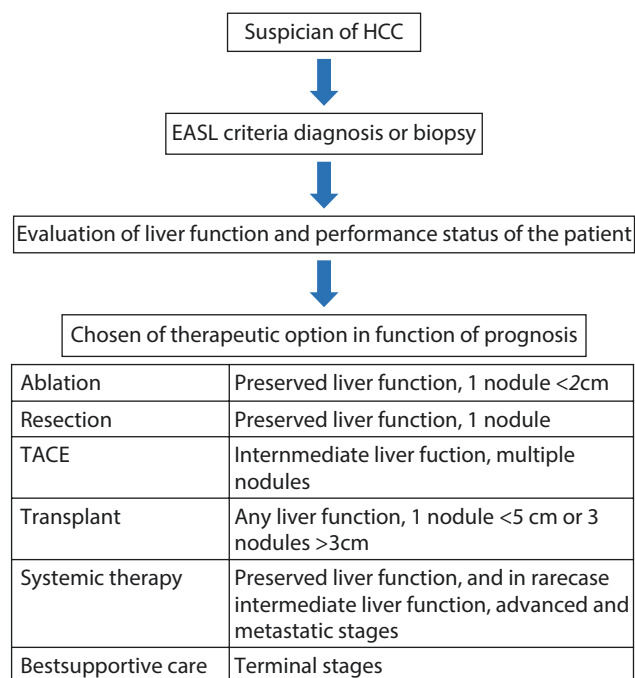 Suspician of HCC
EASL criteria diagnosis or biopsy
Evaluation of liver function and performance status of the patient
Chosen of therapeutic option in function of prognosis
Ablation
Preserved liver function, 1 nodule <2cm
Resection
Preserved liver function, 1 nodule
TACE
Internmediate liver fuction, multiple
nodules
Transplant
Any liver function, 1 nodule <5 cm or 3
nodules >3cm
Systemic therapy
Preserved liver function, and in rarecase
intermediate liver function, advanced and
metastatic stages
Bestsupportive care
Terminal stages